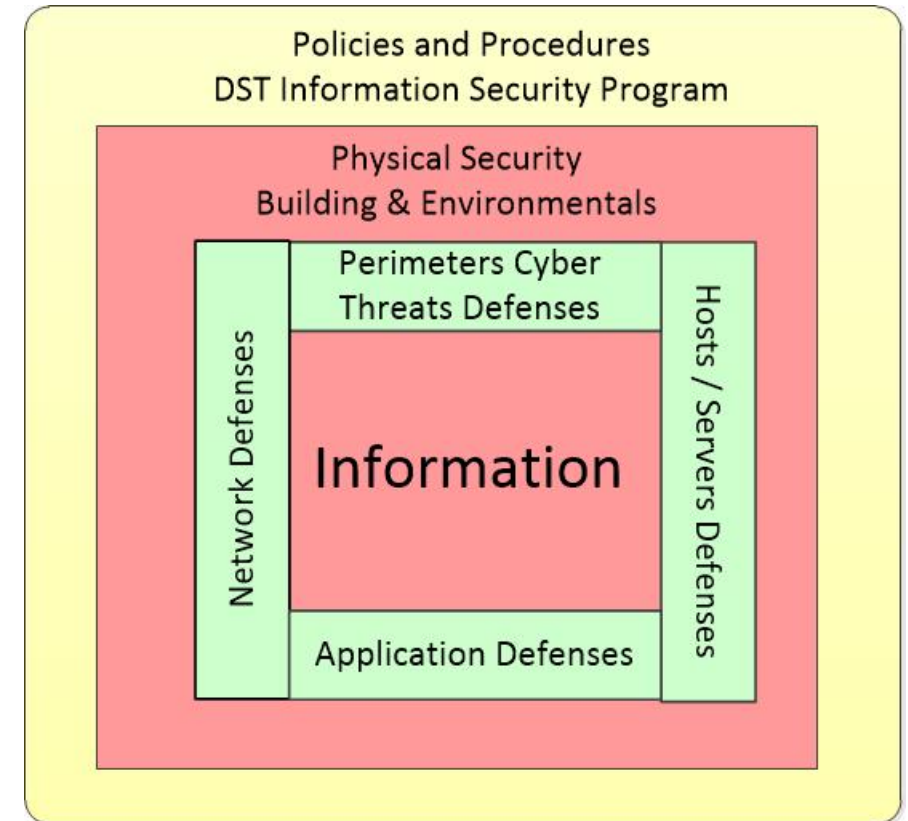 Policies and Procedures
DST Information Security Program
Physical Security
Building & Environmentals
Perimeters Cyber
Threats Defenses
Network Defenses
Information
Hosts / Servers Defenses
Application Defenses